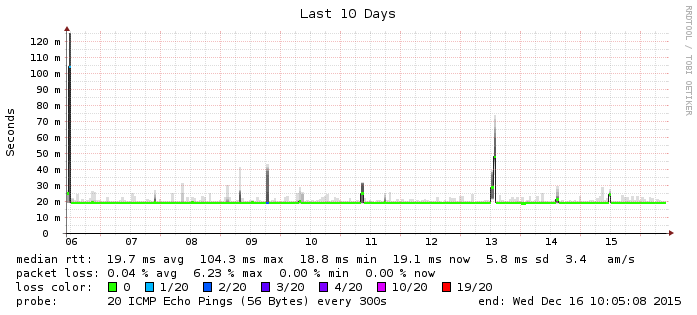 Last 10 Days
RRDTOOL / TOBI OETIKER
Seconds
120 m
110 m
100 m
90 m
80 m
70 m
60 m
50 m
40 m
30 m
20 m
10 m
0
06 07 08 09 10 11 12 13 14 15
median rtt: 19.7 ms avg 104.3 ms max 18.8 ms min 19.1 ms now 5.8 ms sd 3.4 am/s
packet loss: 0.04 % avg 6.23 % max 0.00 % min 0.00 % now
loss color: 0 1/20 2/20 3/20 4/20 10/20 19/20
probe: 20 ICMP Echo Pings (56 Bytes) every 300s end: Wed Dec 16 10:05:08 2015